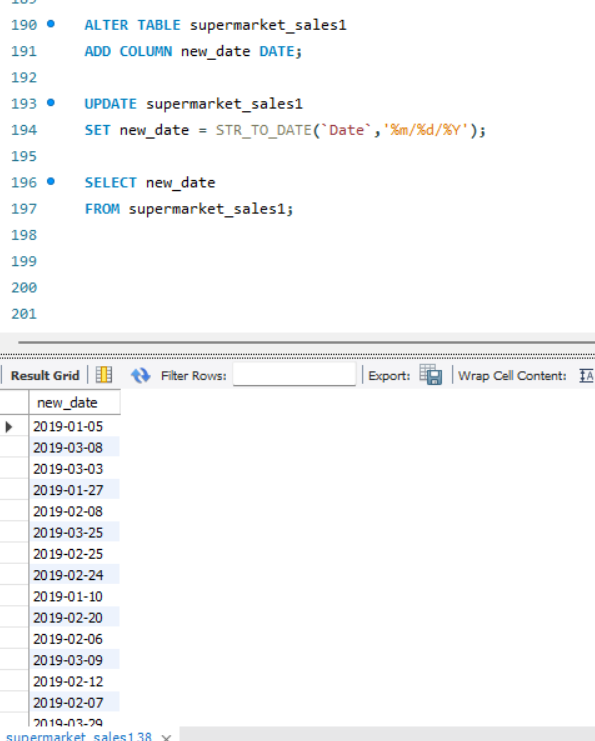 189
190 ALTER TABLE supermarket_sales1
191 ADD COLUMN new_date DATE;
192
193 UPDATE supermarket_sales1
194 SET new_date = STR_TO_DATE(`Date`,'%m/%d/%Y');
195
196 SELECT new_date
197 FROM supermarket_sales1;
198
199
200
201
Result Grid Filter Rows: Export: Wrap Cell Content:
new_date
2019-01-05
2019-03-08
2019-03-03
2019-01-27
2019-02-08
2019-03-25
2019-02-25
2019-02-24
2019-01-10
2019-02-20
2019-02-06
2019-03-09
2019-02-12
2019-02-07
2019-03-29
supermarket_sales1 38